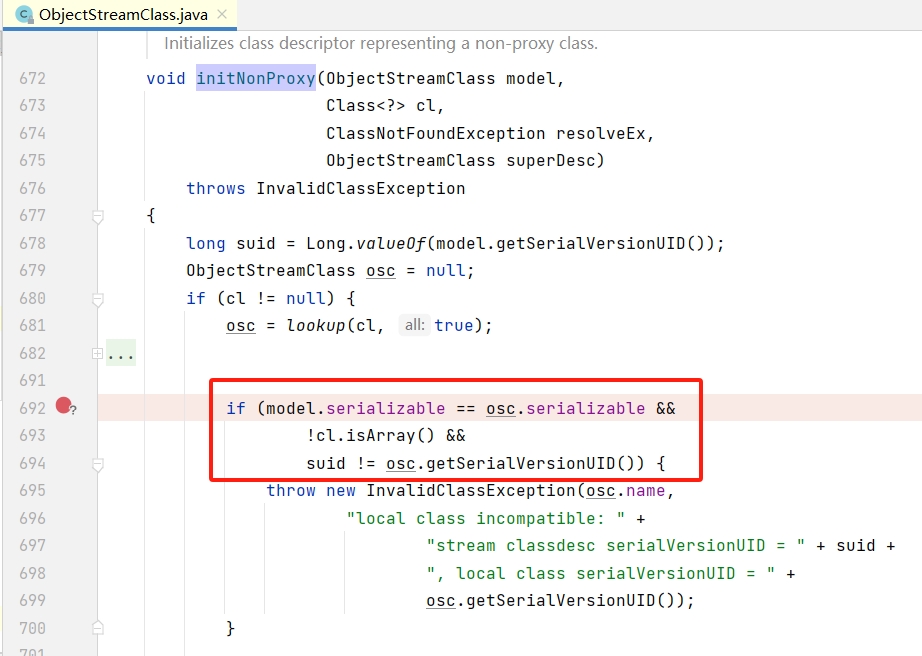 ObjectStreamClass.java
Initializes class descriptor representing a non-proxy class.
672 void initNonProxy(ObjectStreamClass model,
673 Class<?> cl,
674 ClassNotFoundException resolveEx,
675 ObjectStreamClass superDesc)
676 throws InvalidClassException
677 {
678 long suid = Long.valueOf(model.getSerialVersionUID());
679 ObjectStreamClass osc = null;
680 if (cl != null) {
681 osc = lookup(cl, all: true);
682 ...
691
692 if (model.serializable == osc.serializable &&
693 !cl.isArray() &&
694 suid != osc.getSerialVersionUID()) {
695 throw new InvalidClassException(osc.name,
696 "local class incompatible: " +
697 "stream classdesc serialVersionUID = " + suid +
698 ", local class serialVersionUID = " +
699 osc.getSerialVersionUID());
700 }
701